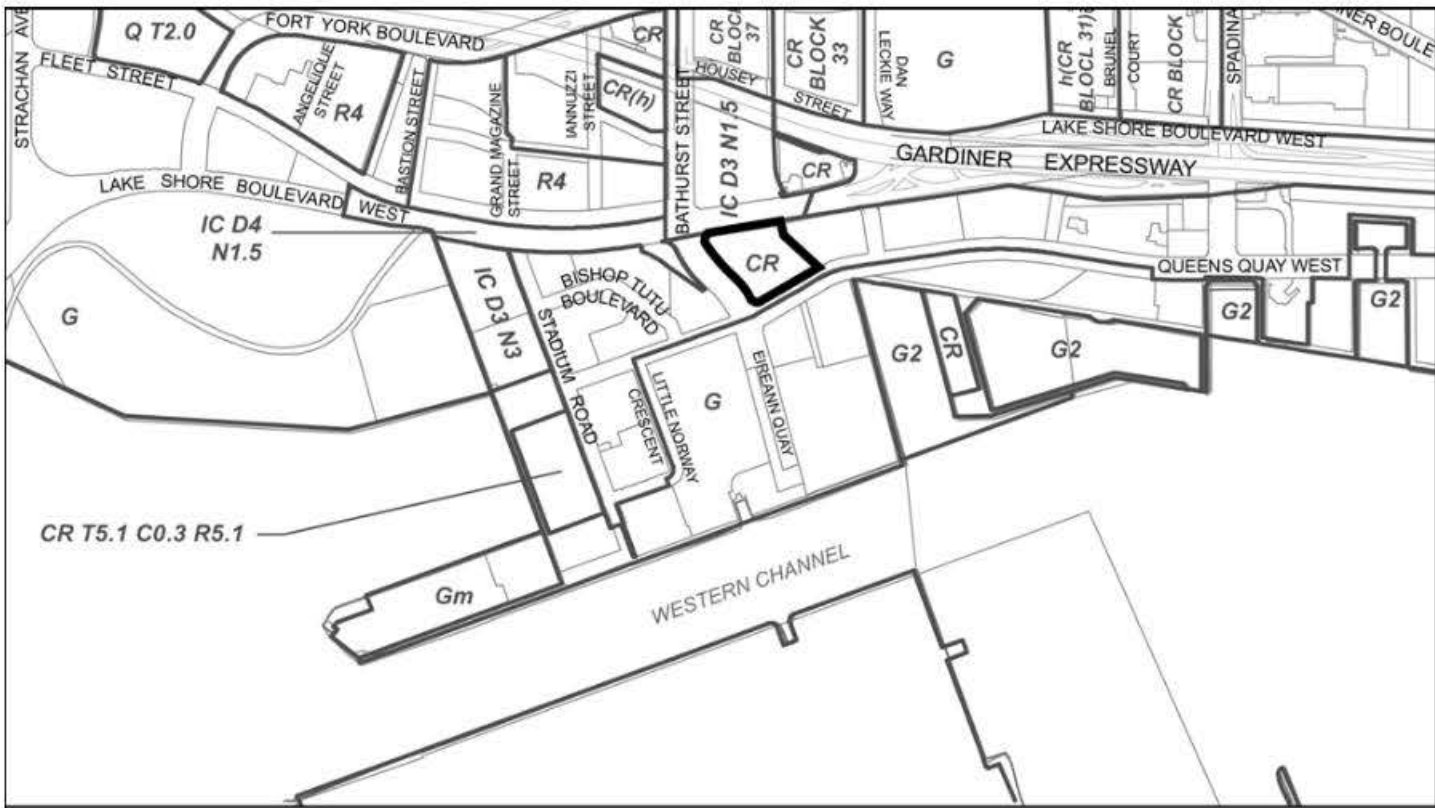 Q T2.0
FORT YORK BOULEVARD
FLEET STREET
STRACHAN AVE
ANGELIQUE
STREET
R4
BASTION STREET
GRAND MAGAZINE
STREET
IANNUZZI
STREET
CR
CR(h)
R4
BATHURST STREET
CR
BLOCK
37
HOUSEY
STREET
CR
BLOCK
33
DAN
LECKIE WAY
G
h(CR
BLOCL 31)
BRUNEL
COURT
CR BLOCK
SPADINA
LAKE SHORE BOULEVARD WEST
GARDINER EXPRESSWAY
IC D3 N1.5
CR
LAKE SHORE BOULEVARD WEST
IC D4
N1.5
CR
QUEENS QUAY WEST
BISHOP TUTU
BOULEVARD
G
IC D3 N3
STADIUM ROAD
LITTLE NORWAY
CRESCENT
G
EIREANN QUAY
G2
CR
G2
G2
G2
CR T5.1 C0.3 R5.1
Gm
WESTERN CHANNEL